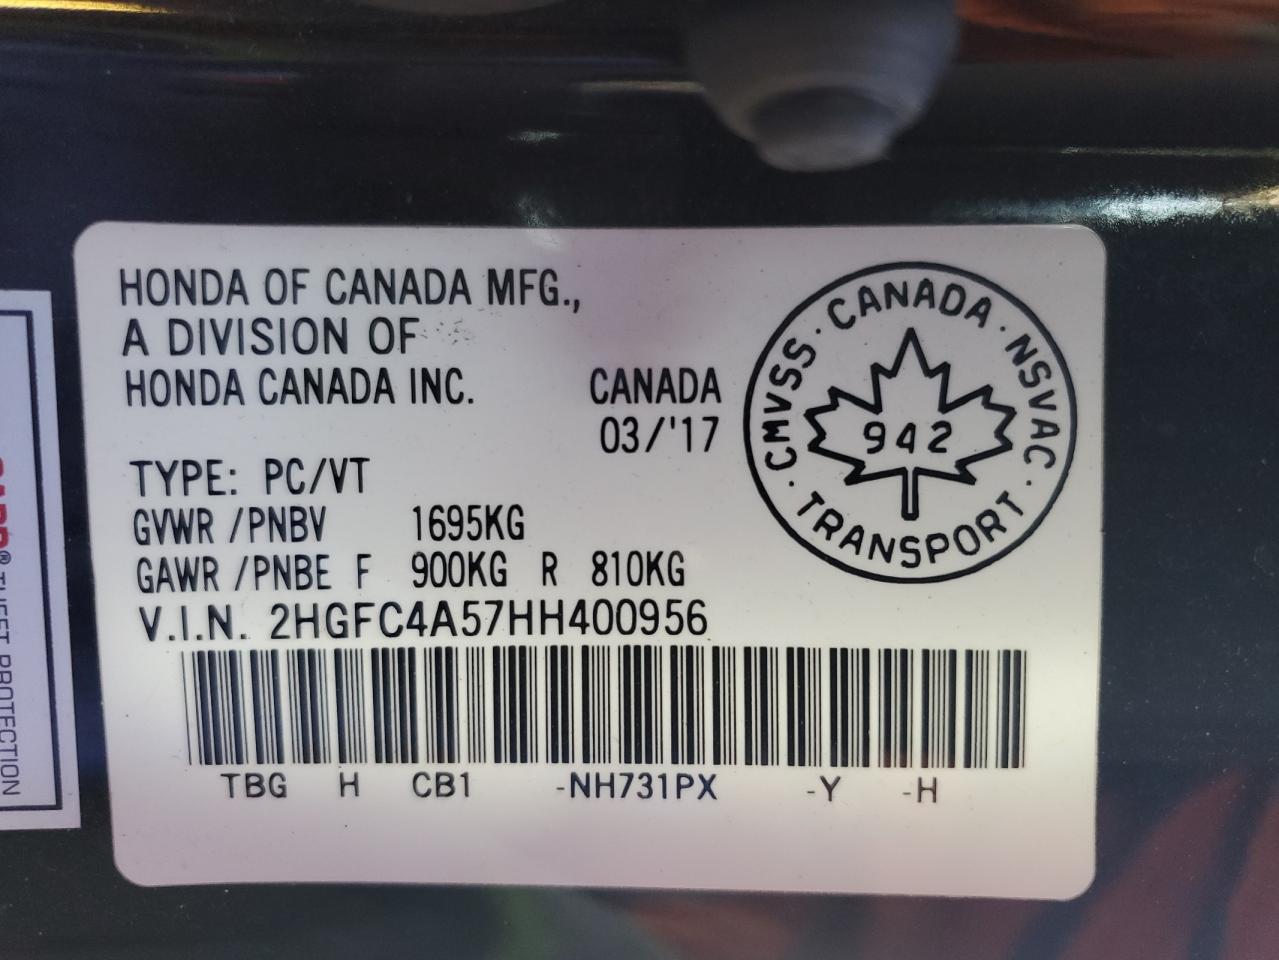 HONDA OF CANADA MFG.,
A DIVISION OF
HONDA CANADA INC.
CANADA
03/'17
TYPE: PC/VT
GVWR /PNBV 1695KG
GAWR /PNBE F 900KG R 810KG
V.I.N. 2HGFC4A57HH400956
TBG H CB1 -NH731PX -Y -H
CMVSS · CANADA · NSVAC · TRANSPORT ·
942
® THEFT PROTECTION